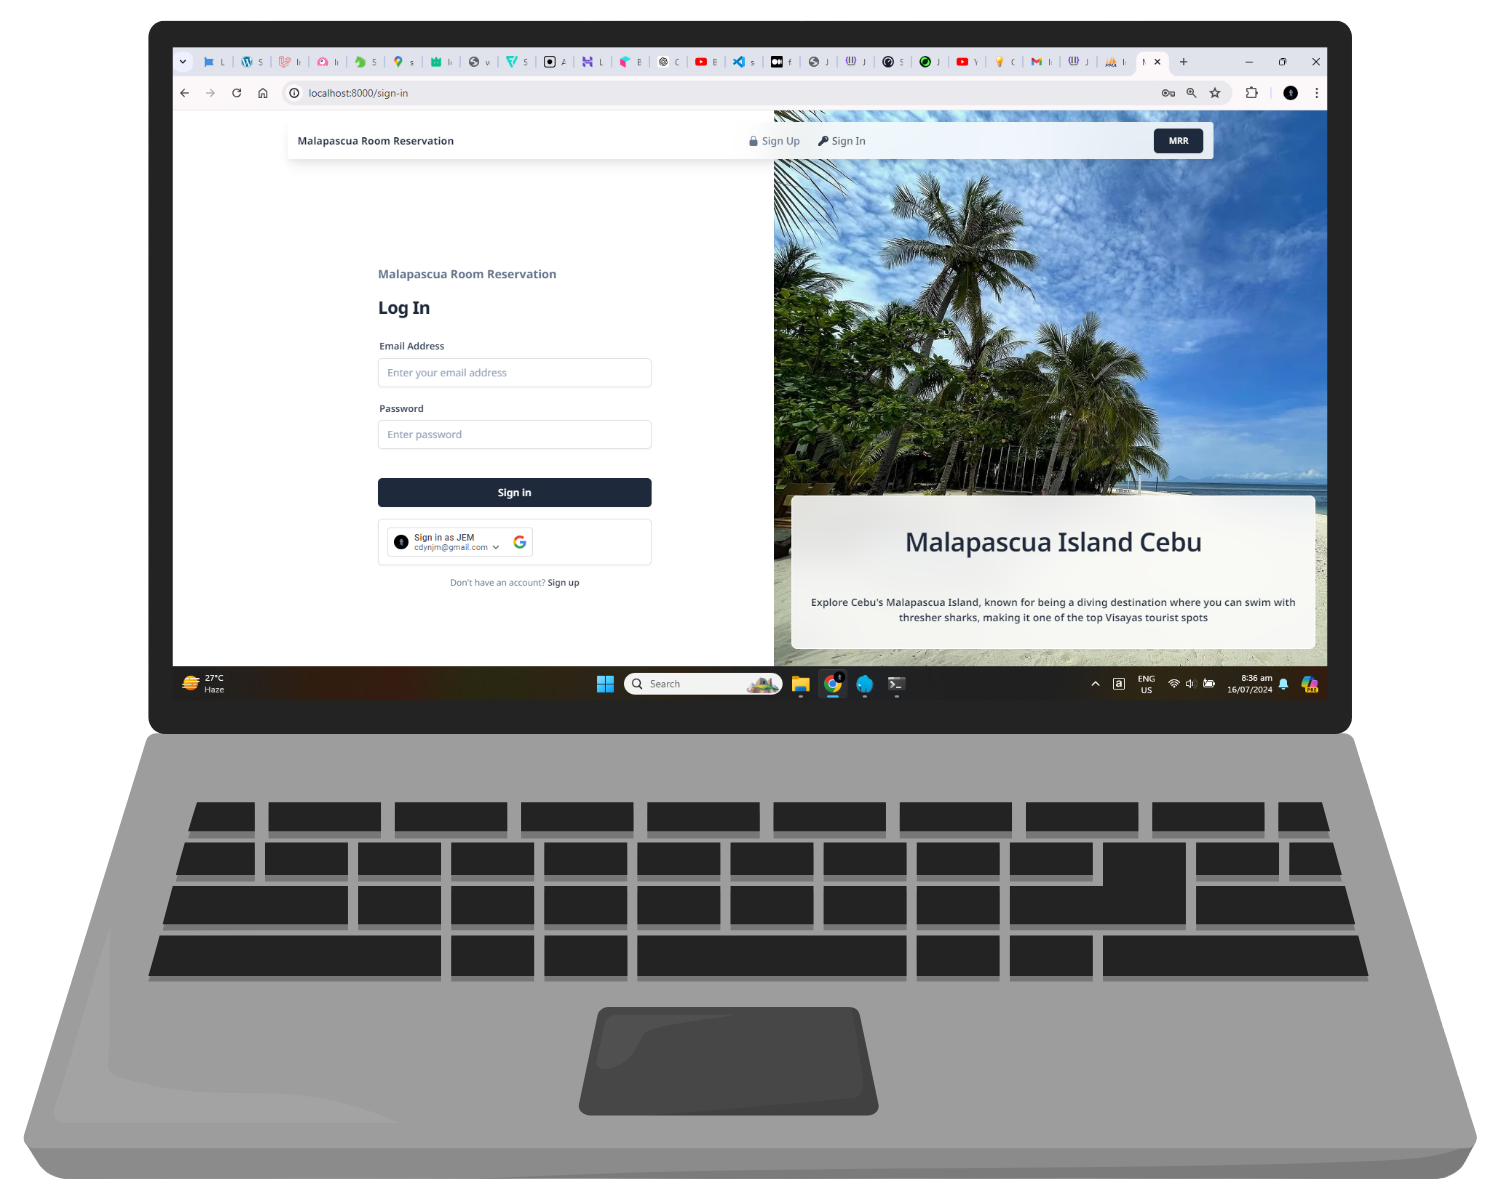 localhost:8000/sign-in
Malapascua Room Reservation
Sign Up
Sign In
MRR
Malapascua Room Reservation
Log In
Email Address
Enter your email address
Password
Enter password
Sign in
Sign in as JEM
cdynjm@gmail.com
Don't have an account? Sign up
Malapascua Island Cebu
Explore Cebu's Malapascua Island, known for being a diving destination where you can swim with
thresher sharks, making it one of the top Visayas tourist spots
27°C
Haze
Search
ENG
US
8:36 am
16/07/2024